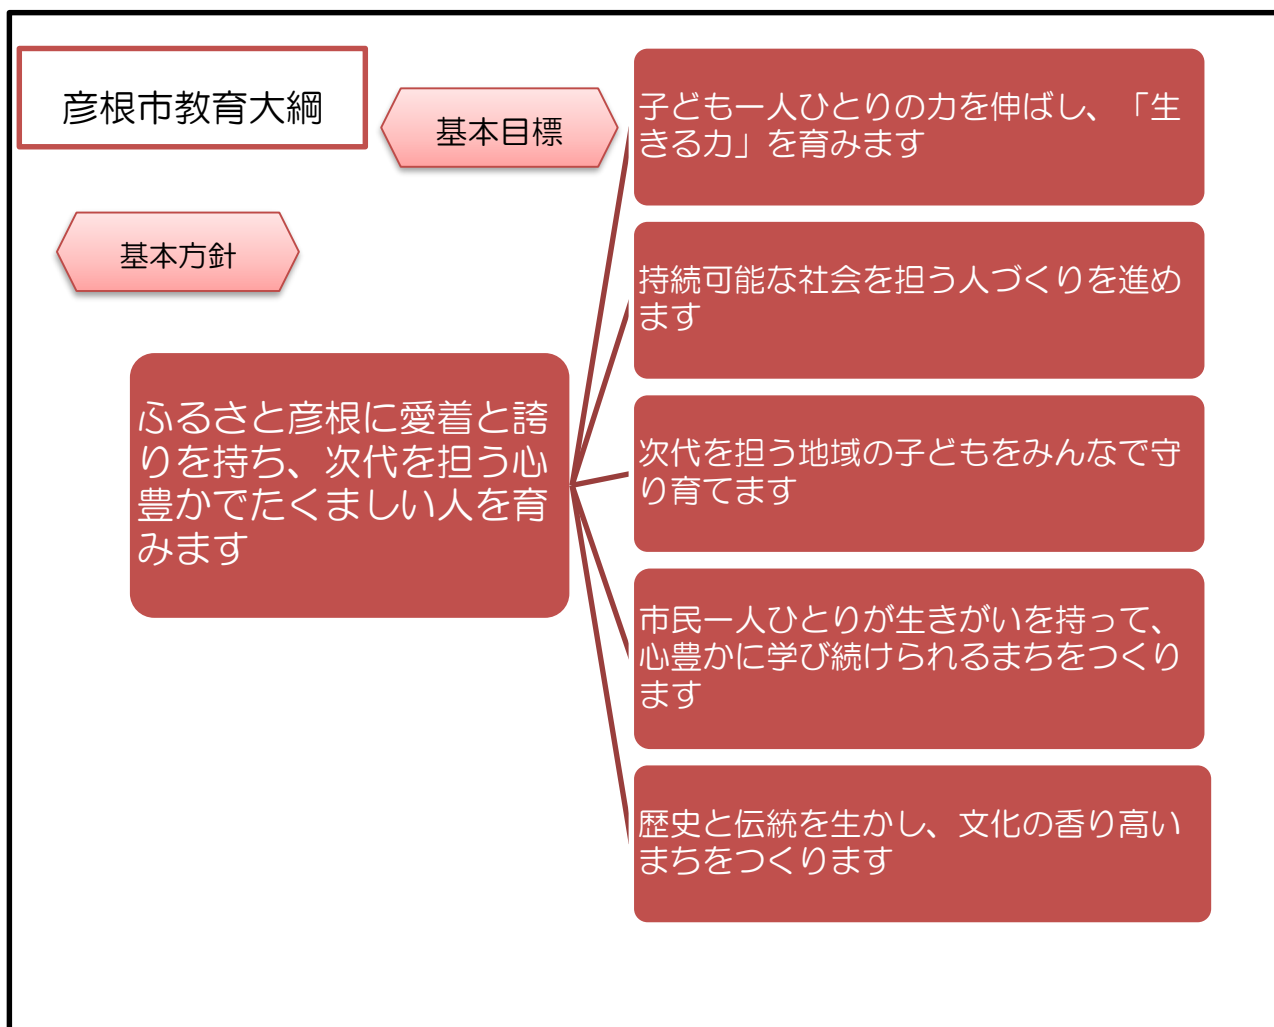 彦根市教育大綱
基本目標
基本方針
ふるさと彦根に愛着と誇
りを持ち、次代を担う心
豊かでたくましい人を育
みます
子ども一人ひとりの力を伸ばし、「生
きる力」を育みます
持続可能な社会を担う人づくりを進め
ます
次代を担う地域の子どもをみんなで守
り育てます
市民一人ひとりが生きがいを持って、
心豊かに学び続けられるまちをつくり
ます
歴史と伝統を生かし、文化の香り高い
まちをつくります